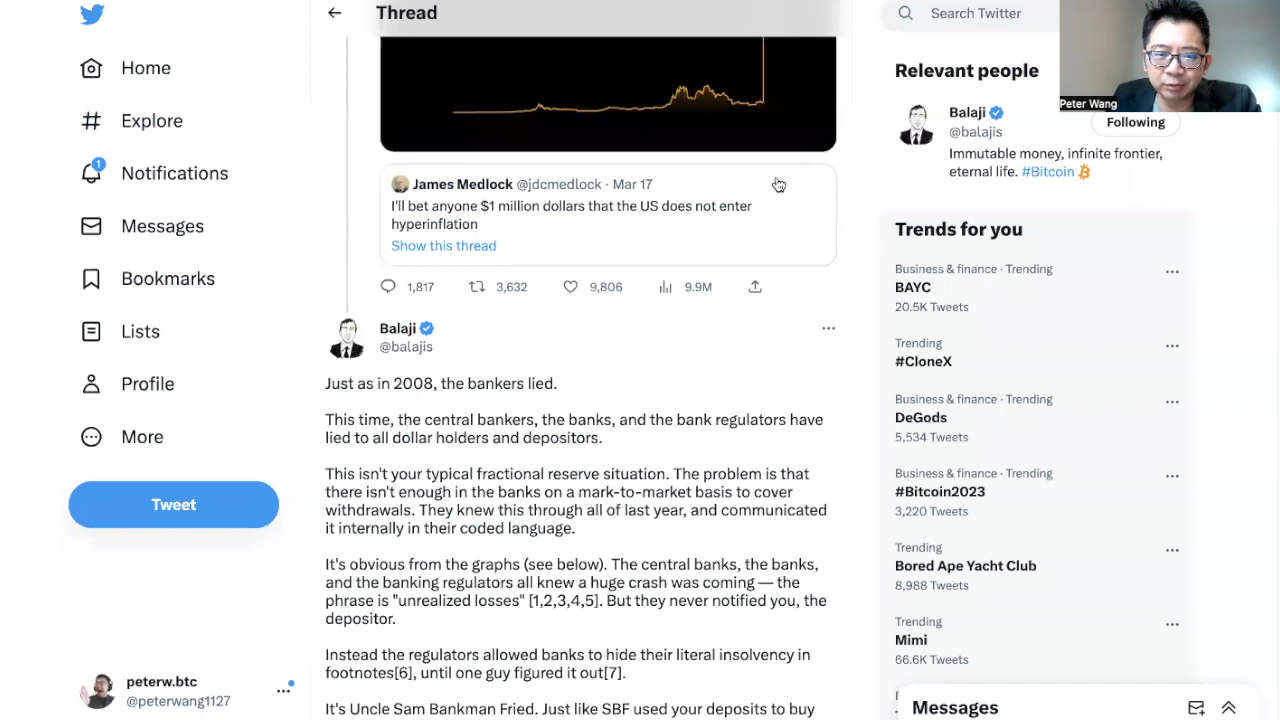 Home
Explore
1
Notifications
Messages
Bookmarks
Lists
Profile
More
Tweet
peterw.btc
@peterwang1127
Thread
James Medlock @jdcmedlock · Mar 17
I'll bet anyone $1 million dollars that the US does not enter
hyperinflation
Show this thread
1,817 3,632 9,806 9.9M
Balaji
@balajis
Just as in 2008, the bankers lied.
This time, the central bankers, the banks, and the bank regulators have
lied to all dollar holders and depositors.
This isn't your typical fractional reserve situation. The problem is that
there isn't enough in the banks on a mark-to-market basis to cover
withdrawals. They knew this through all of last year, and communicated
it internally in their coded language.
It's obvious from the graphs (see below). The central banks, the banks,
and the banking regulators all knew a huge crash was coming — the
phrase is "unrealized losses" [1,2,3,4,5]. But they never notified you, the
depositor.
Instead the regulators allowed banks to hide their literal insolvency in
footnotes[6], until one guy figured it out[7].
It's Uncle Sam Bankman Fried. Just like SBF used your deposits to buy
Search Twitter
Peter Wang
Relevant people
Balaji
@balajis
Following
Immutable money, infinite frontier,
eternal life. #Bitcoin
Trends for you
Business & finance · Trending
BAYC
20.5K Tweets
Trending
#CloneX
Business & finance · Trending
DeGods
5,534 Tweets
Business & finance · Trending
#Bitcoin2023
3,220 Tweets
Trending
Bored Ape Yacht Club
8,988 Tweets
Trending
Mimi
66.6K Tweets
Messages